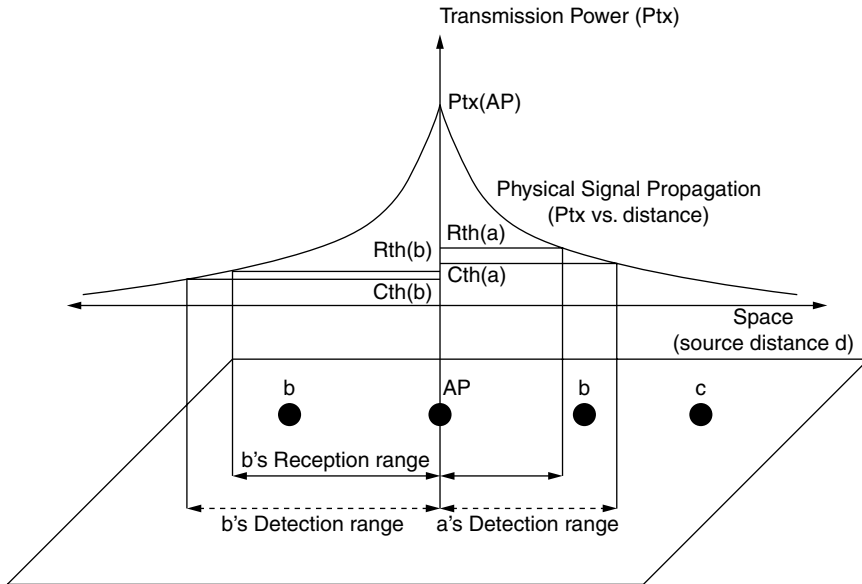 Transmission Power (Ptx)
Ptx(AP)
Physical Signal Propagation
(Ptx vs. distance)
Rth(b)
Rth(a)
Cth(a)
Cth(b)
Space
(source distance d)
b
AP
b
c
b's Reception range
b's Detection range
a's Detection range